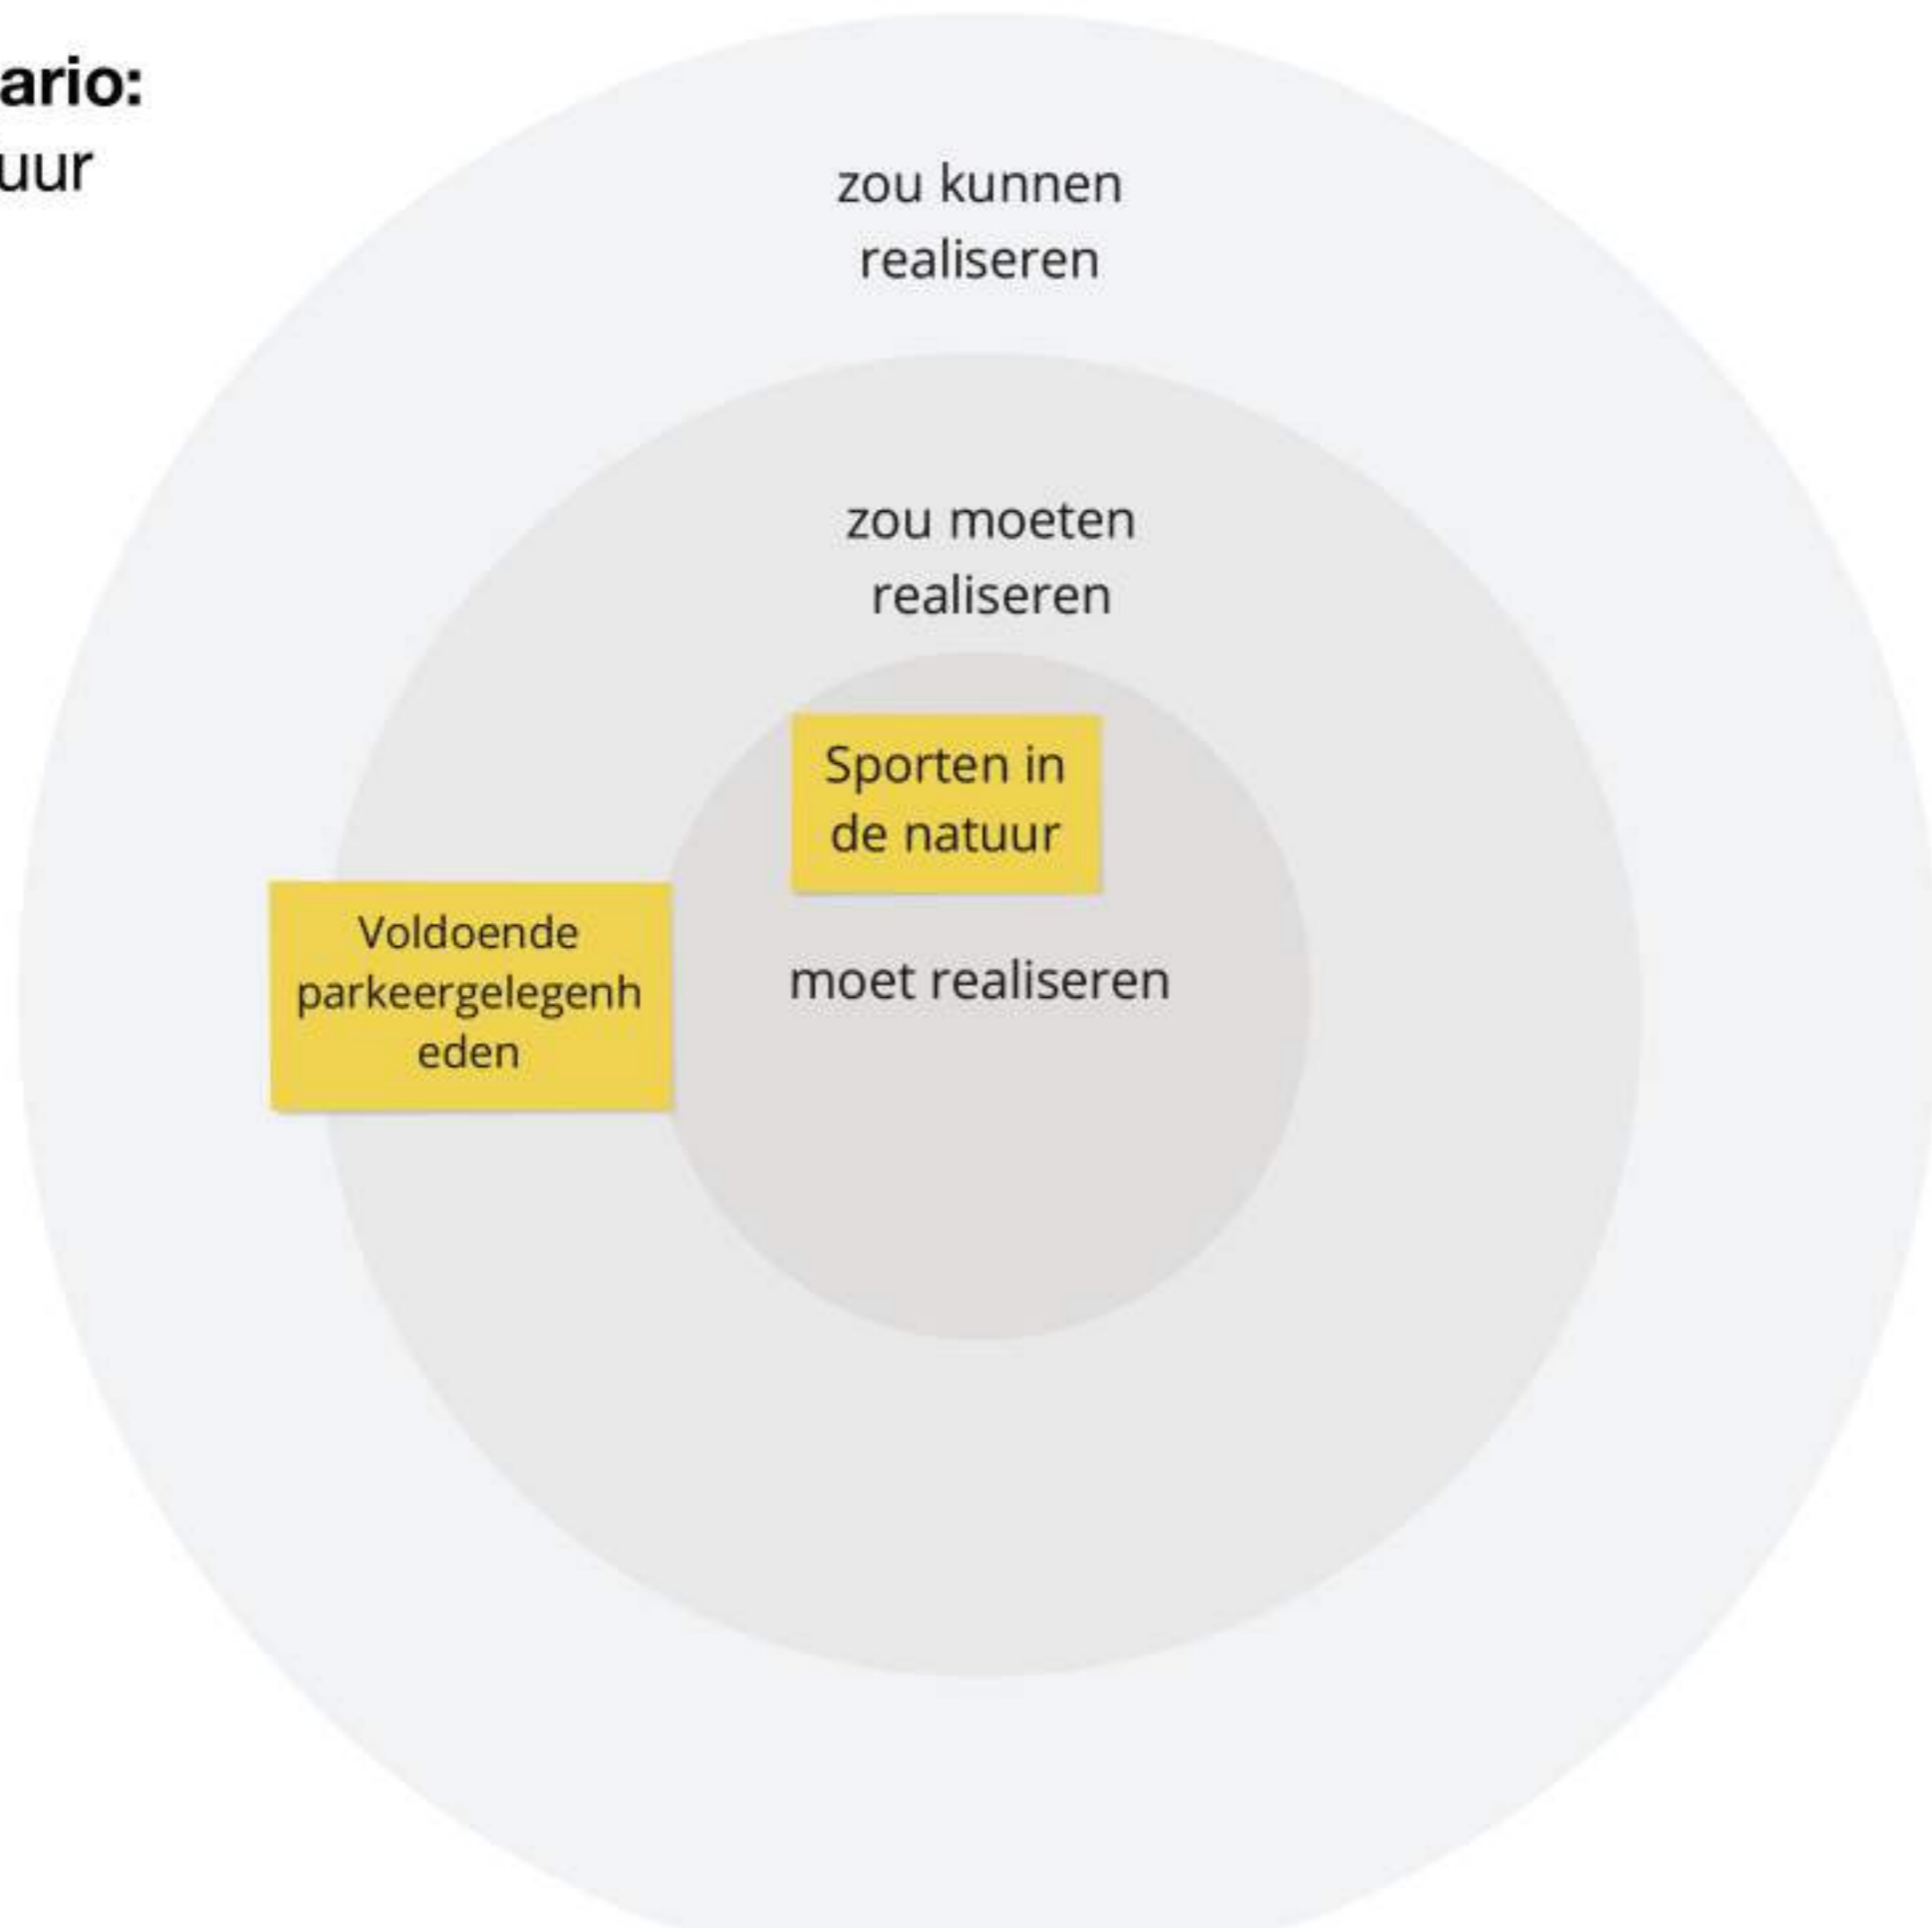 ario:
uur
zou kunnen
realiseren
zou moeten
realiseren
Sporten in
de natuur
Voldoende
parkeergelegenh
eden
moet realiseren